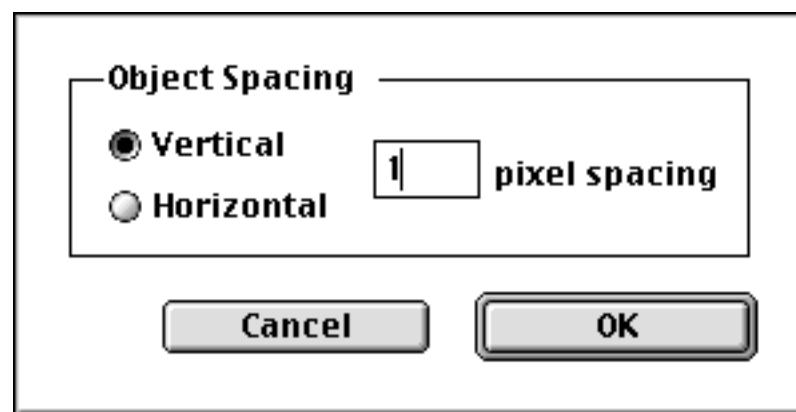 Object Spacing
Vertical
1 pixel spacing
Horizontal
Cancel OK